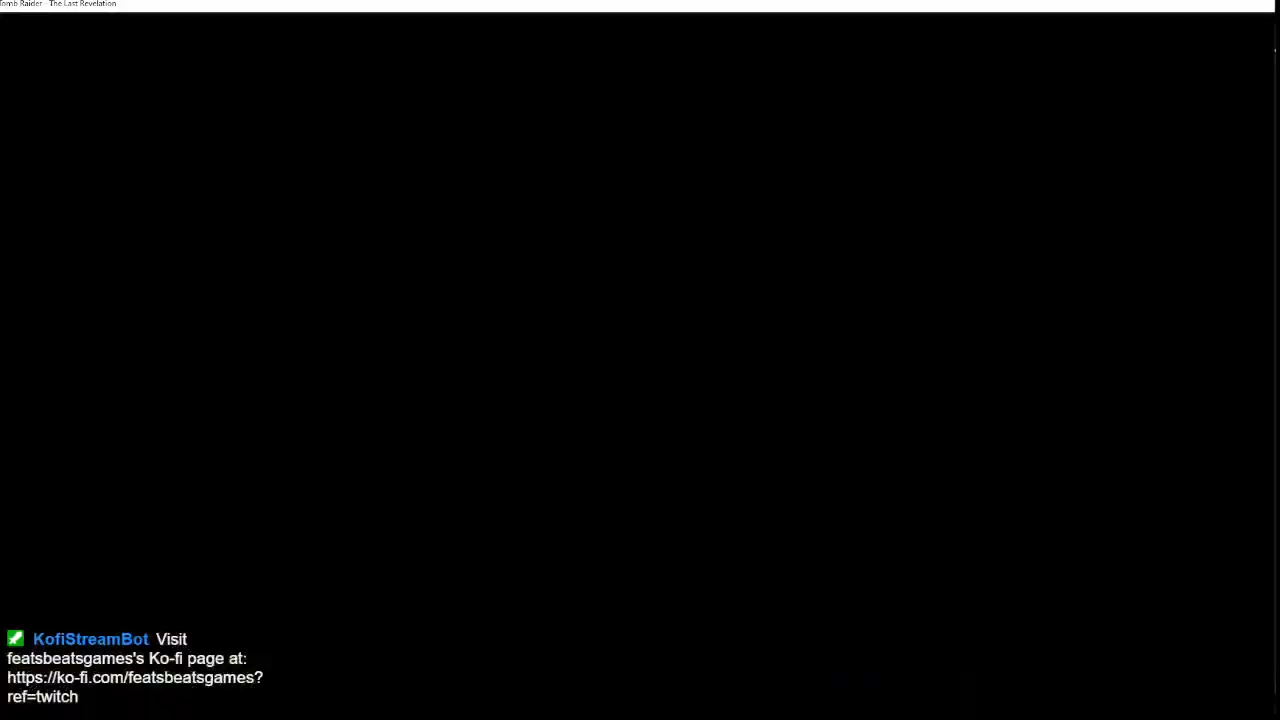 Tomb Raider - The Last Revelation
KofiStreamBot Visit
featsbeatsgames's Ko-fi page at:
https://ko-fi.com/featsbeatsgames?
ref=twitch